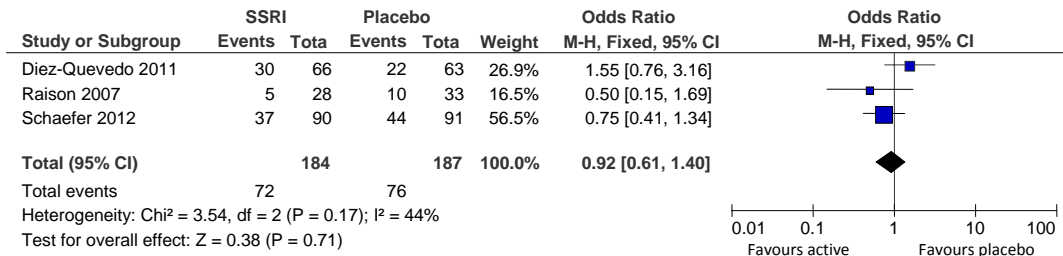 SSRI Placebo Odds Ratio Odds Ratio
Study or Subgroup Events Tota Events Tota Weight M-H, Fixed, 95% CI M-H, Fixed, 95% CI
Diez-Quevedo 2011 30 66 22 63 26.9% 1.55 [0.76, 3.16]
Raison 2007 5 28 10 33 16.5% 0.50 [0.15, 1.69]
Schaefer 2012 37 90 44 91 56.5% 0.75 [0.41, 1.34]
Total (95% CI) 184 187 100.0% 0.92 [0.61, 1.40]
Total events 72 76
Heterogeneity: Chi² = 3.54, df = 2 (P = 0.17); I² = 44%
Test for overall effect: Z = 0.38 (P = 0.71)
0.01 0.1 1 10 100
Favours active Favours placebo